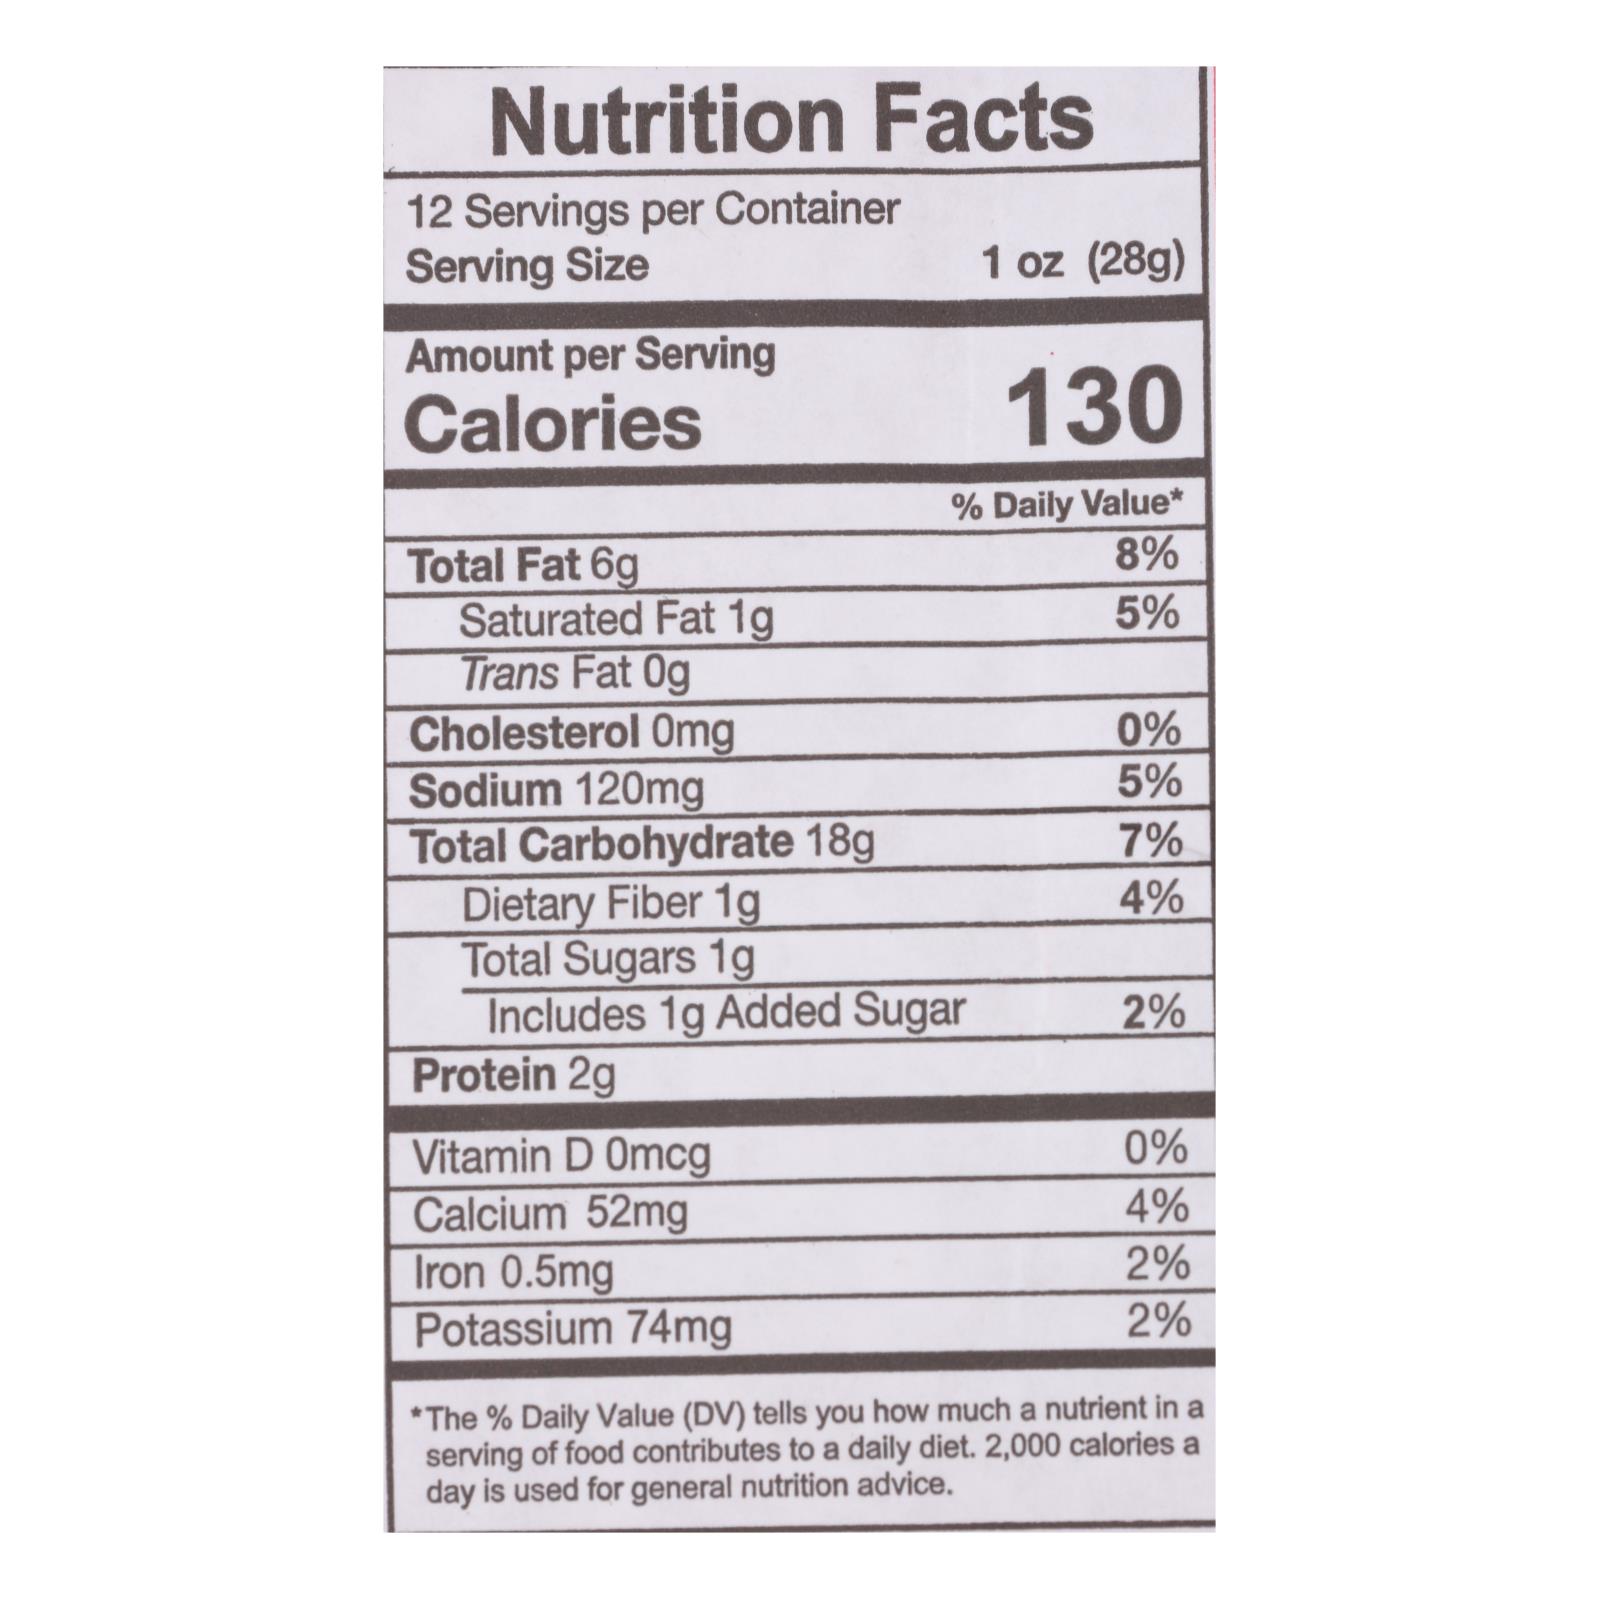 Nutrition Facts
12 Servings per Container
Serving Size 1 oz (28g)
Amount per Serving
Calories 130
% Daily Value*
Total Fat 6g 8%
Saturated Fat 1g 5%
Trans Fat 0g
Cholesterol 0mg 0%
Sodium 120mg 5%
Total Carbohydrate 18g 7%
Dietary Fiber 1g 4%
Total Sugars 1g
Includes 1g Added Sugar 2%
Protein 2g
Vitamin D 0mcg 0%
Calcium 52mg 4%
Iron 0.5mg 2%
Potassium 74mg 2%
*The % Daily Value (DV) tells you how much a nutrient in a
serving of food contributes to a daily diet. 2,000 calories a
day is used for general nutrition advice.